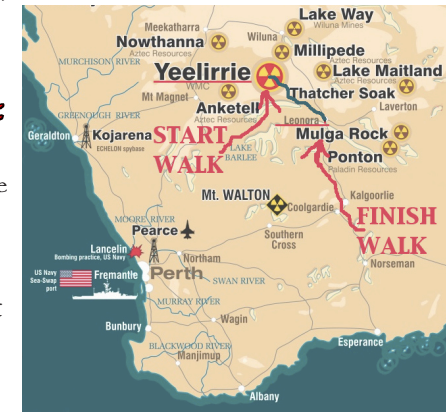 Lake Way
Wiluna Mines
Meekatharra
Wiluna
Nowthanna
Aztec Resources
Millipede
Aztec Resources
MURCHISON RIVER
Yeelirrie
WMC
Lake Maitland
Aztec Resources
Thatcher Soak
Mt Magnet
Anketell
Aztec Resources
Laverton
GREENOUGH RIVER
Geraldton
Kojarena
ECHELON spybase
START
WALK
LAKE
BARLEE
Leonora
Mulga Rock
Ponton
Paladin Resources
Mt. WALTON
Coolgardie
Kalgoorlie
FINISH
WALK
MOORE RIVER
Pearce
Southern
Cross
Lancelin
Bombing practice, US Navy
Northam
Norseman
US Navy
Sea-Swap
port
Fremantle
Perth
SWAN RIVER
MURRAY RIVER
Bunbury
Wagin
Esperance
BLACKWOOD RIVER
Manjimup
Albany